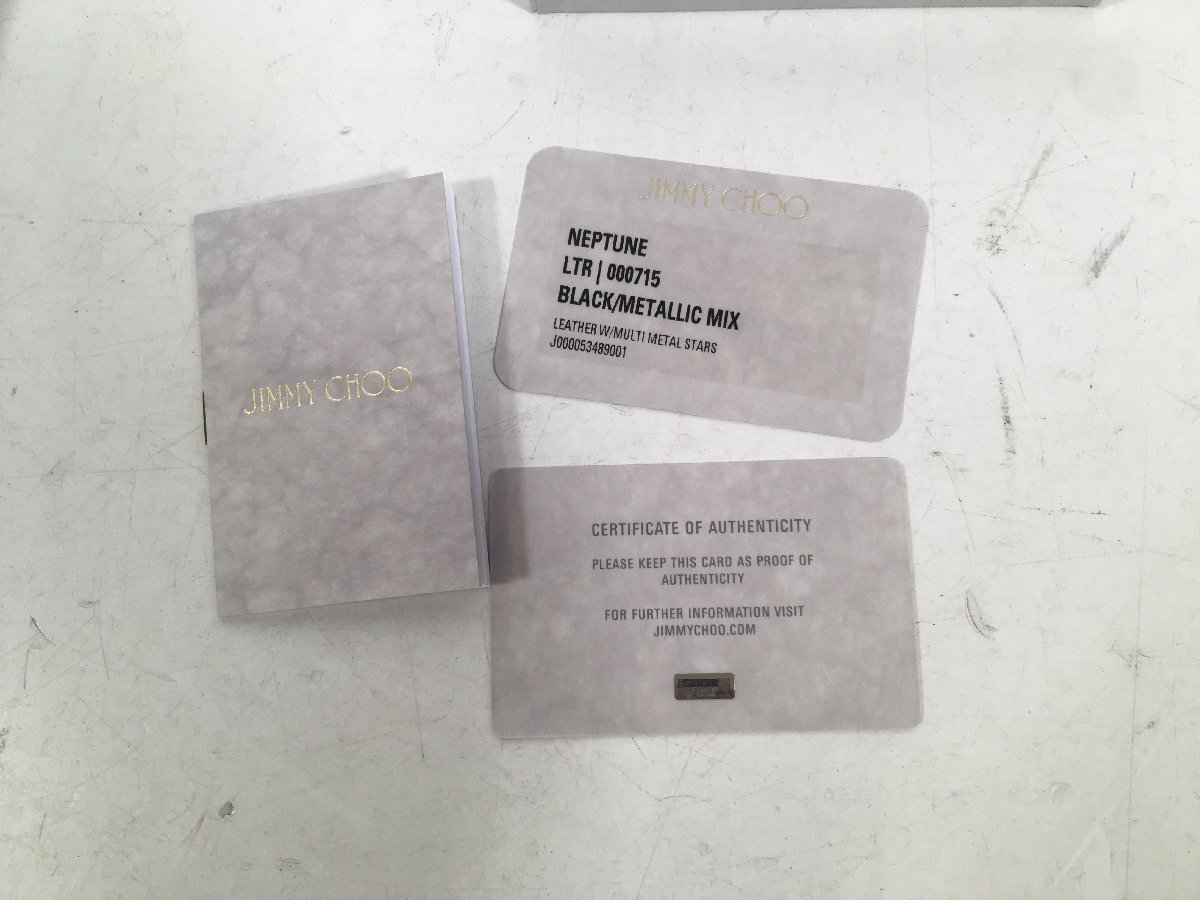 JIMMY CHOO
JIMMY CHOO
NEPTUNE
LTR | 000715
BLACK/METALLIC MIX
LEATHER W/MULTI METAL STARS
J000053489001
CERTIFICATE OF AUTHENTICITY
PLEASE KEEP THIS CARD AS PROOF OF
AUTHENTICITY
FOR FURTHER INFORMATION VISIT
JIMMYCHOO.COM